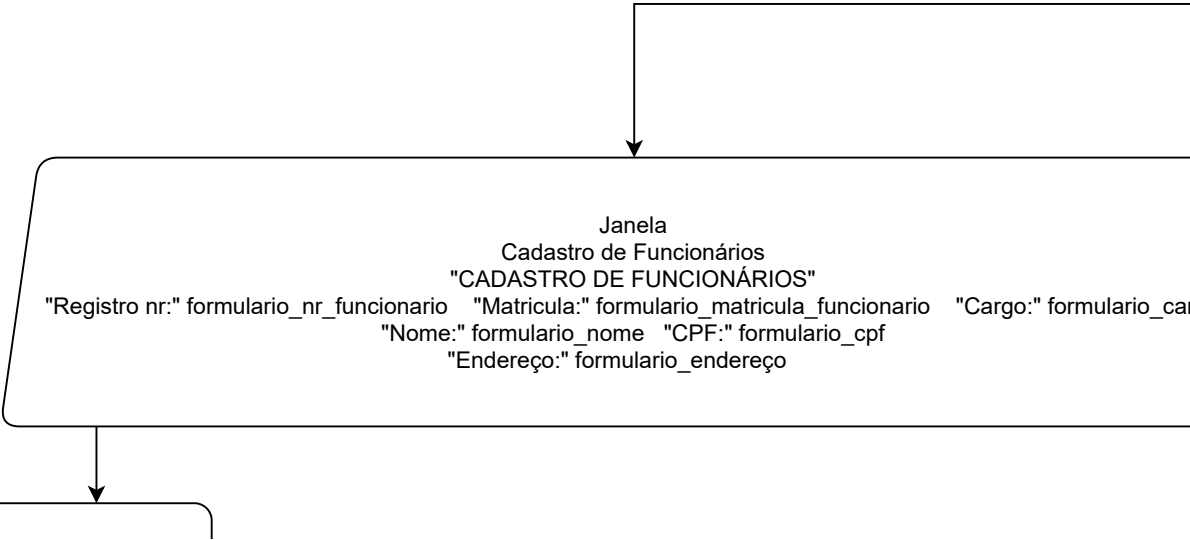 Janela
Cadastro de Funcionários
"CADASTRO DE FUNCIONÁRIOS"
"Registro nr:" formulario_nr_funcionario "Matricula:" formulario_matricula_funcionario "Cargo:"
"Nome:" formulario_nome "CPF:" formulario_cpf
"Endereço:" formulario_endereço